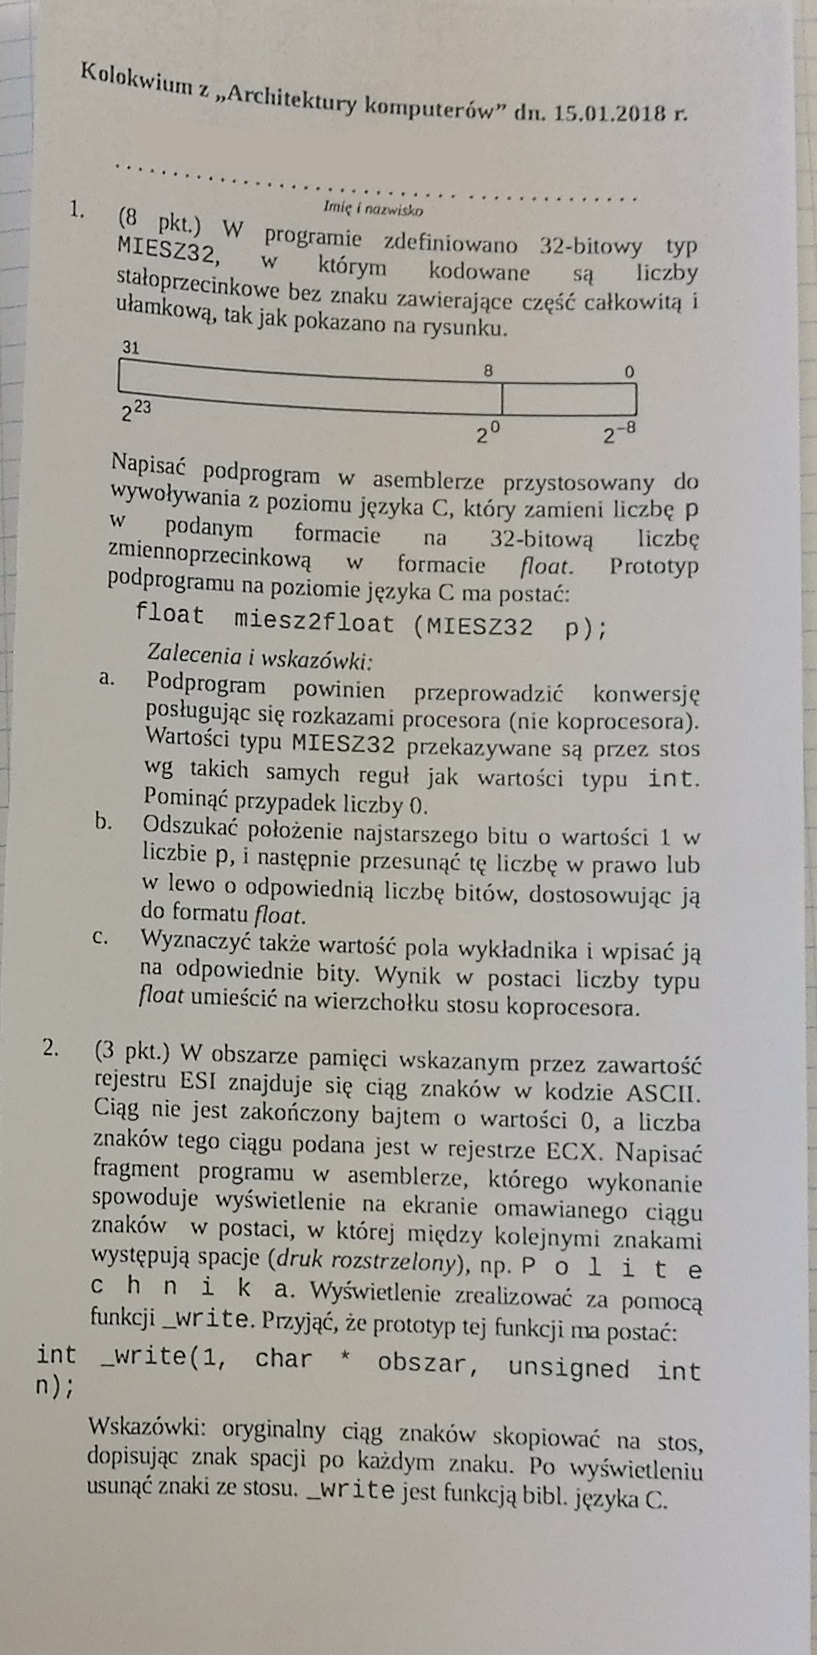 Kolokwium z „Architektury komputerów” dn. 15.01.2018 r.
Imię i nazwisko
1. (8 pkt.) W programie zdefiniowano 32-bitowy typ
MIESZ32, w którym kodowane są liczby
stałoprzecinkowe bez znaku zawierające część całkowitą i
ułamkową, tak jak pokazano na rysunku.
31 8 0
2²³ 2⁰ 2⁻⁸
Napisać podprogram w asemblerze przystosowany do
wywoływania z poziomu języka C, który zamieni liczbę p
w podanym formacie na 32-bitową liczbę
zmiennoprzecinkową w formacie float. Prototyp
podprogramu na poziomie języka C ma postać:
float miesz2float (MIESZ32 p);
Zalecenia i wskazówki:
a. Podprogram powinien przeprowadzić konwersję
posługując się rozkazami procesora (nie koprocesora).
Wartości typu MIESZ32 przekazywane są przez stos
wg takich samych reguł jak wartości typu int.
Pominąć przypadek liczby 0.
b. Odszukać położenie najstarszego bitu o wartości 1 w
liczbie p, i następnie przesunąć tę liczbę w prawo lub
w lewo o odpowiednią liczbę bitów, dostosowując ją
do formatu float.
c. Wyznaczyć także wartość pola wykładnika i wpisać ją
na odpowiednie bity. Wynik w postaci liczby typu
float umieścić na wierzchołku stosu koprocesora.
2. (3 pkt.) W obszarze pamięci wskazanym przez zawartość
rejestru ESI znajduje się ciąg znaków w kodzie ASCII.
Ciąg nie jest zakończony bajtem o wartości 0, a liczba
znaków tego ciągu podana jest w rejestrze ECX. Napisać
fragment programu w asemblerze, którego wykonanie
spowoduje wyświetlenie na ekranie omawianego ciągu
znaków w postaci, w której między kolejnymi znakami
występują spacje (druk rozstrzelony), np. P o l i t e
c h n i k a. Wyświetlenie zrealizować za pomocą
funkcji _write. Przyjąć, że prototyp tej funkcji ma postać:
int _write(1, char * obszar, unsigned int
n);
Wskazówki: oryginalny ciąg znaków skopiować na stos,
dopisując znak spacji po każdym znaku. Po wyświetleniu
usunąć znaki ze stosu. _write jest funkcją bibl. języka C.